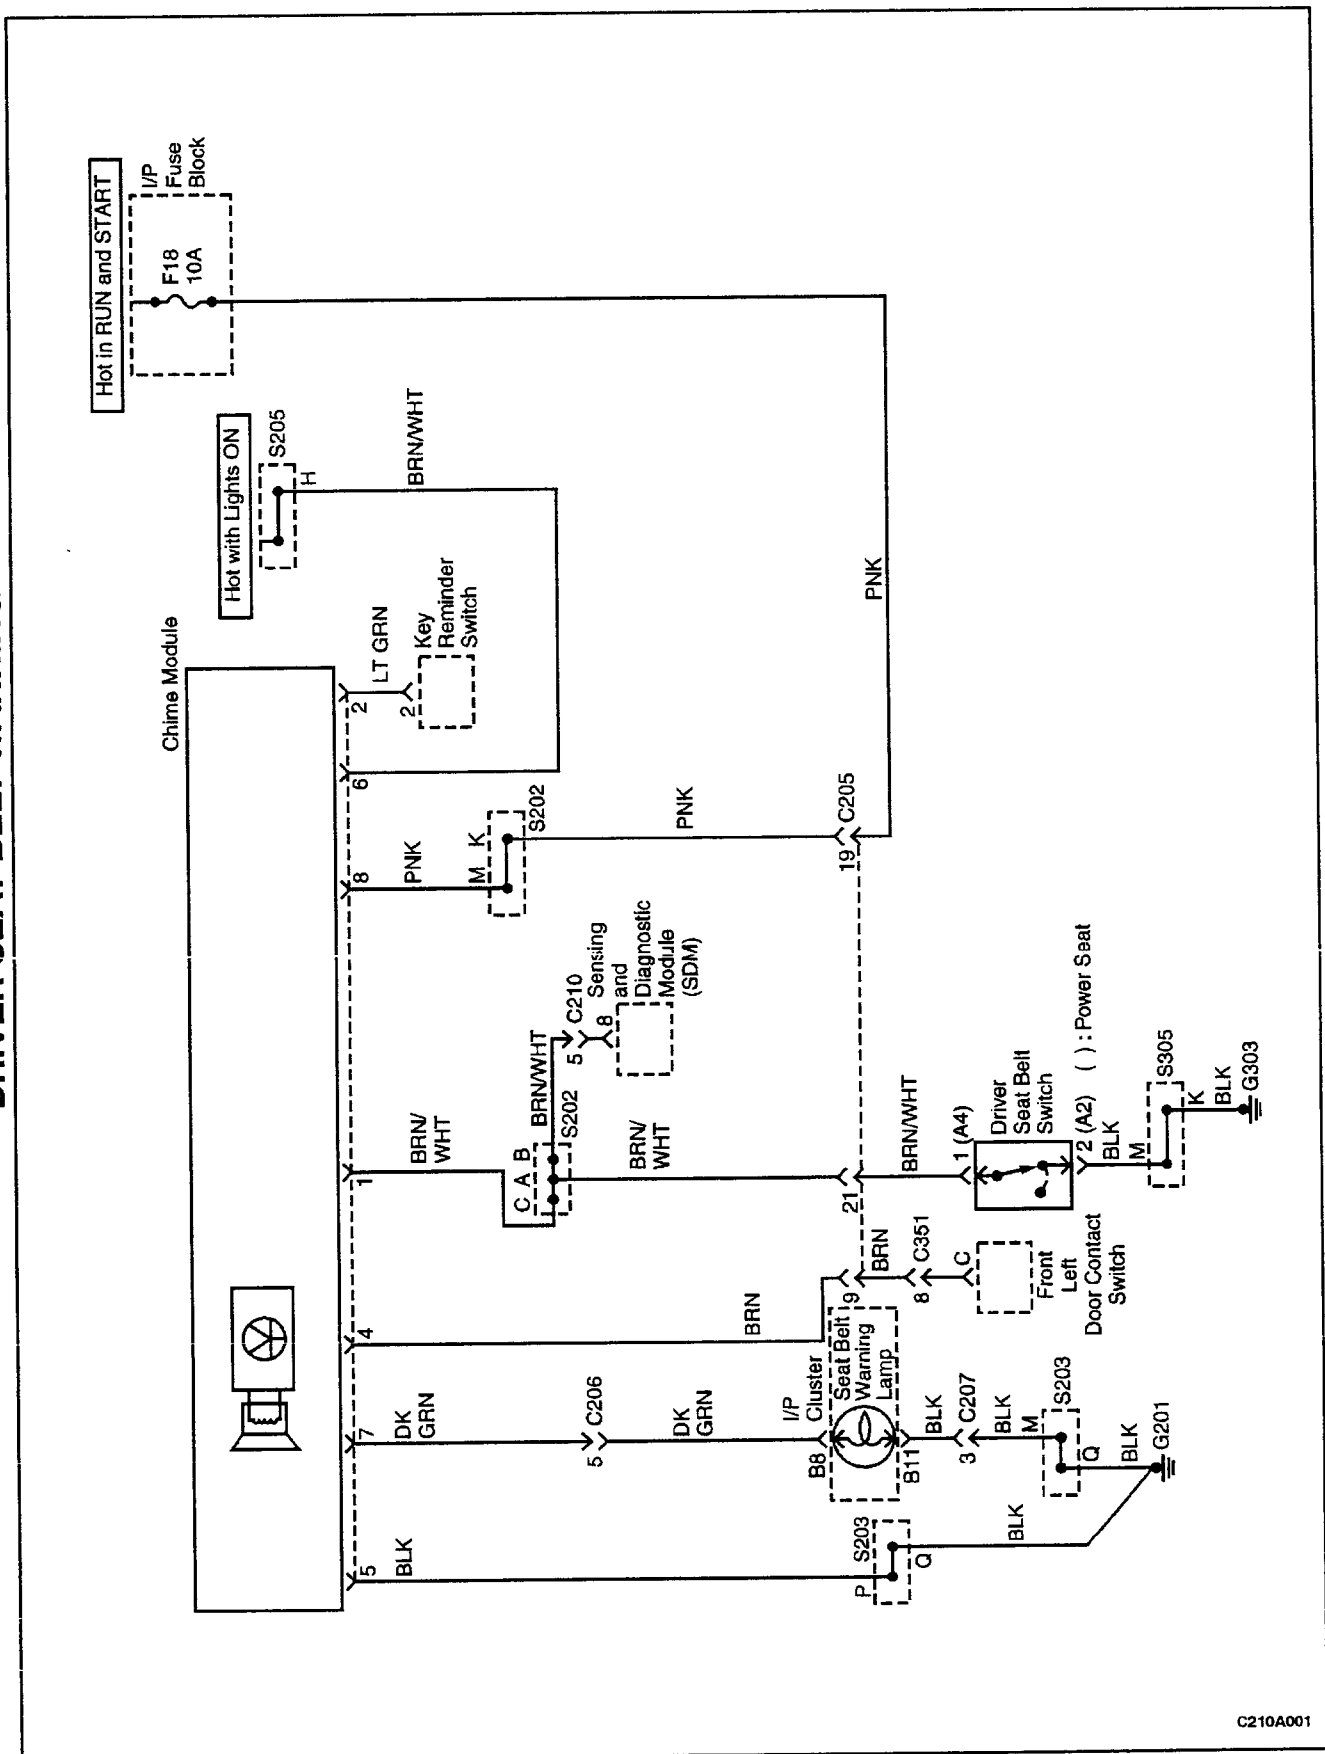 Hot in RUN and START
I/P
Fuse
Block
F18
10A
Hot with Lights ON
S205
H
BRN/WHT
PNK
Chime Module
2
LT GRN
2
Key
Reminder
Switch
6
8
PNK
M K
S202
PNK
19
C205
1
BRN/
WHT
C A B
S202
BRN/WHT
5
C210
8
Sensing
and
Diagnostic
Module
(SDM)
BRN/
WHT
21
BRN/WHT
1 (A4)
Driver
Seat Belt
Switch
2 (A2)
( ) : Power Seat
BLK
M
S305
K
BLK
G303
4
BRN
9
BRN
8
C351
C
Front
Left
Door Contact
Switch
7
DK
GRN
5
C206
DK
GRN
I/P
Cluster
B8
Seat Belt
Warning
Lamp
B11
BLK
3
C207
BLK
M
S203
Q
BLK
G201
5
BLK
P
S203
Q
BLK
C210A001